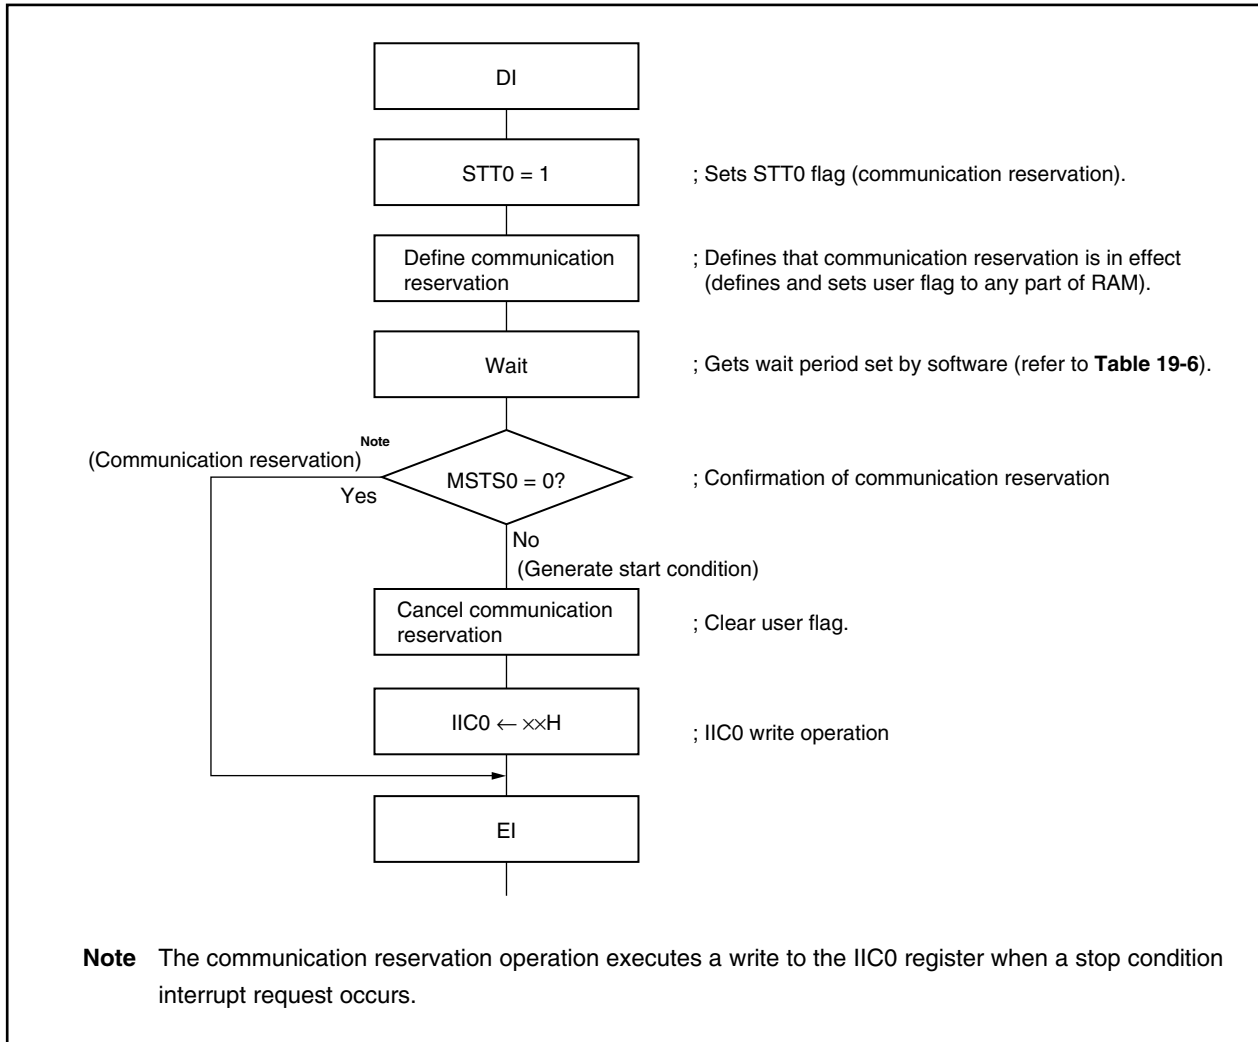 DI
STT0 = 1
; Sets STT0 flag (communication reservation).
Define communication
reservation
; Defines that communication reservation is in effect
(defines and sets user flag to any part of RAM).
Wait
; Gets wait period set by software (refer to Table 19-6).
(Communication reservation) Note
Yes
MSTS0 = 0?
; Confirmation of communication reservation
No
(Generate start condition)
Cancel communication
reservation
; Clear user flag.
IIC0 ← ××H
; IIC0 write operation
EI
Note The communication reservation operation executes a write to the IIC0 register when a stop condition
interrupt request occurs.